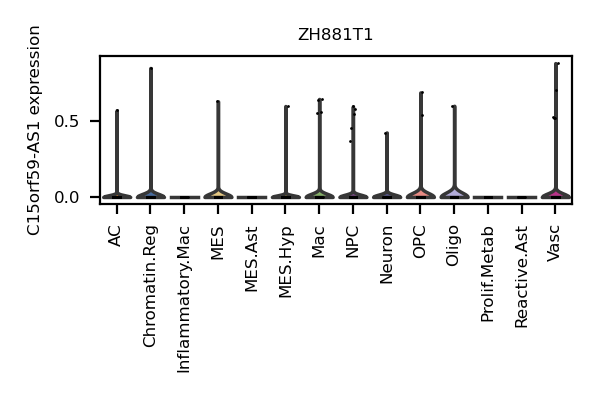 ZH881T1
C15orf59-AS1 expression
0.5
0.0
AC
Chromatin.Reg
Inflammatory.Mac
MES
MES.Ast
MES.Hyp
Mac
NPC
Neuron
OPC
Oligo
Prolif.Metab
Reactive.Ast
Vasc